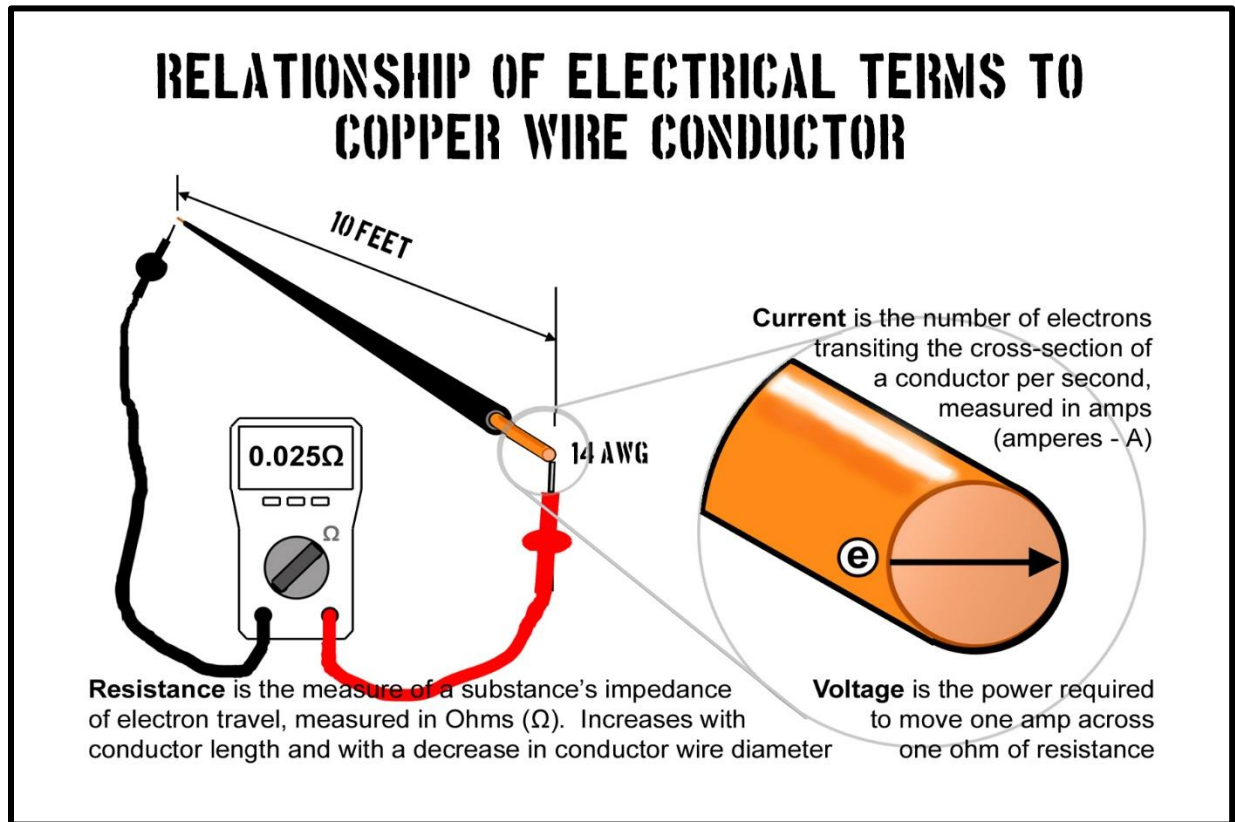 RELATIONSHIP OF ELECTRICAL TERMS TO
COPPER WIRE CONDUCTOR
10 FEET
Current is the number of electrons
transiting the cross-section of
a conductor per second,
measured in amps
(amperes - A)
0.025Ω
14 AWG
Ω
e
Resistance is the measure of a substance's impedance
of electron travel, measured in Ohms (Ω).  Increases with
conductor length and with a decrease in conductor wire diameter
Voltage is the power required
to move one amp across
one ohm of resistance